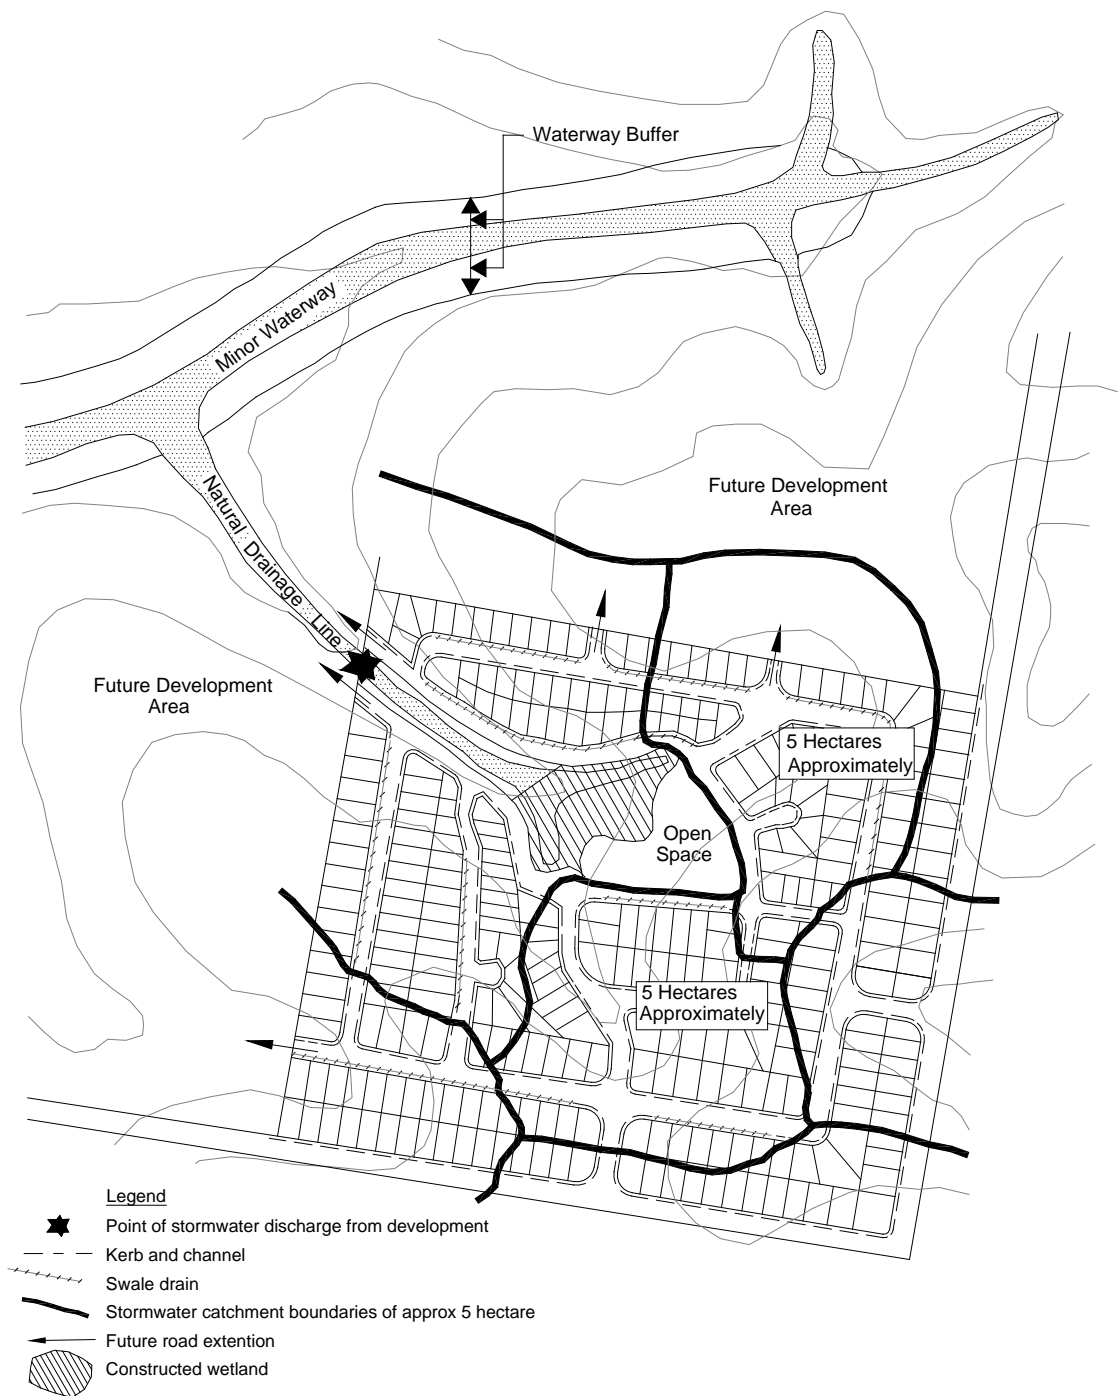 Waterway Buffer
Minor Waterway
Natural Drainage Line
Future Development
Area
Future Development
Area
5 Hectares
Approximately
Open
Space
5 Hectares
Approximately
Legend
Point of stormwater discharge from development
Kerb and channel
Swale drain
Stormwater catchment boundaries of approx 5 hectare
Future road extention
Constructed wetland